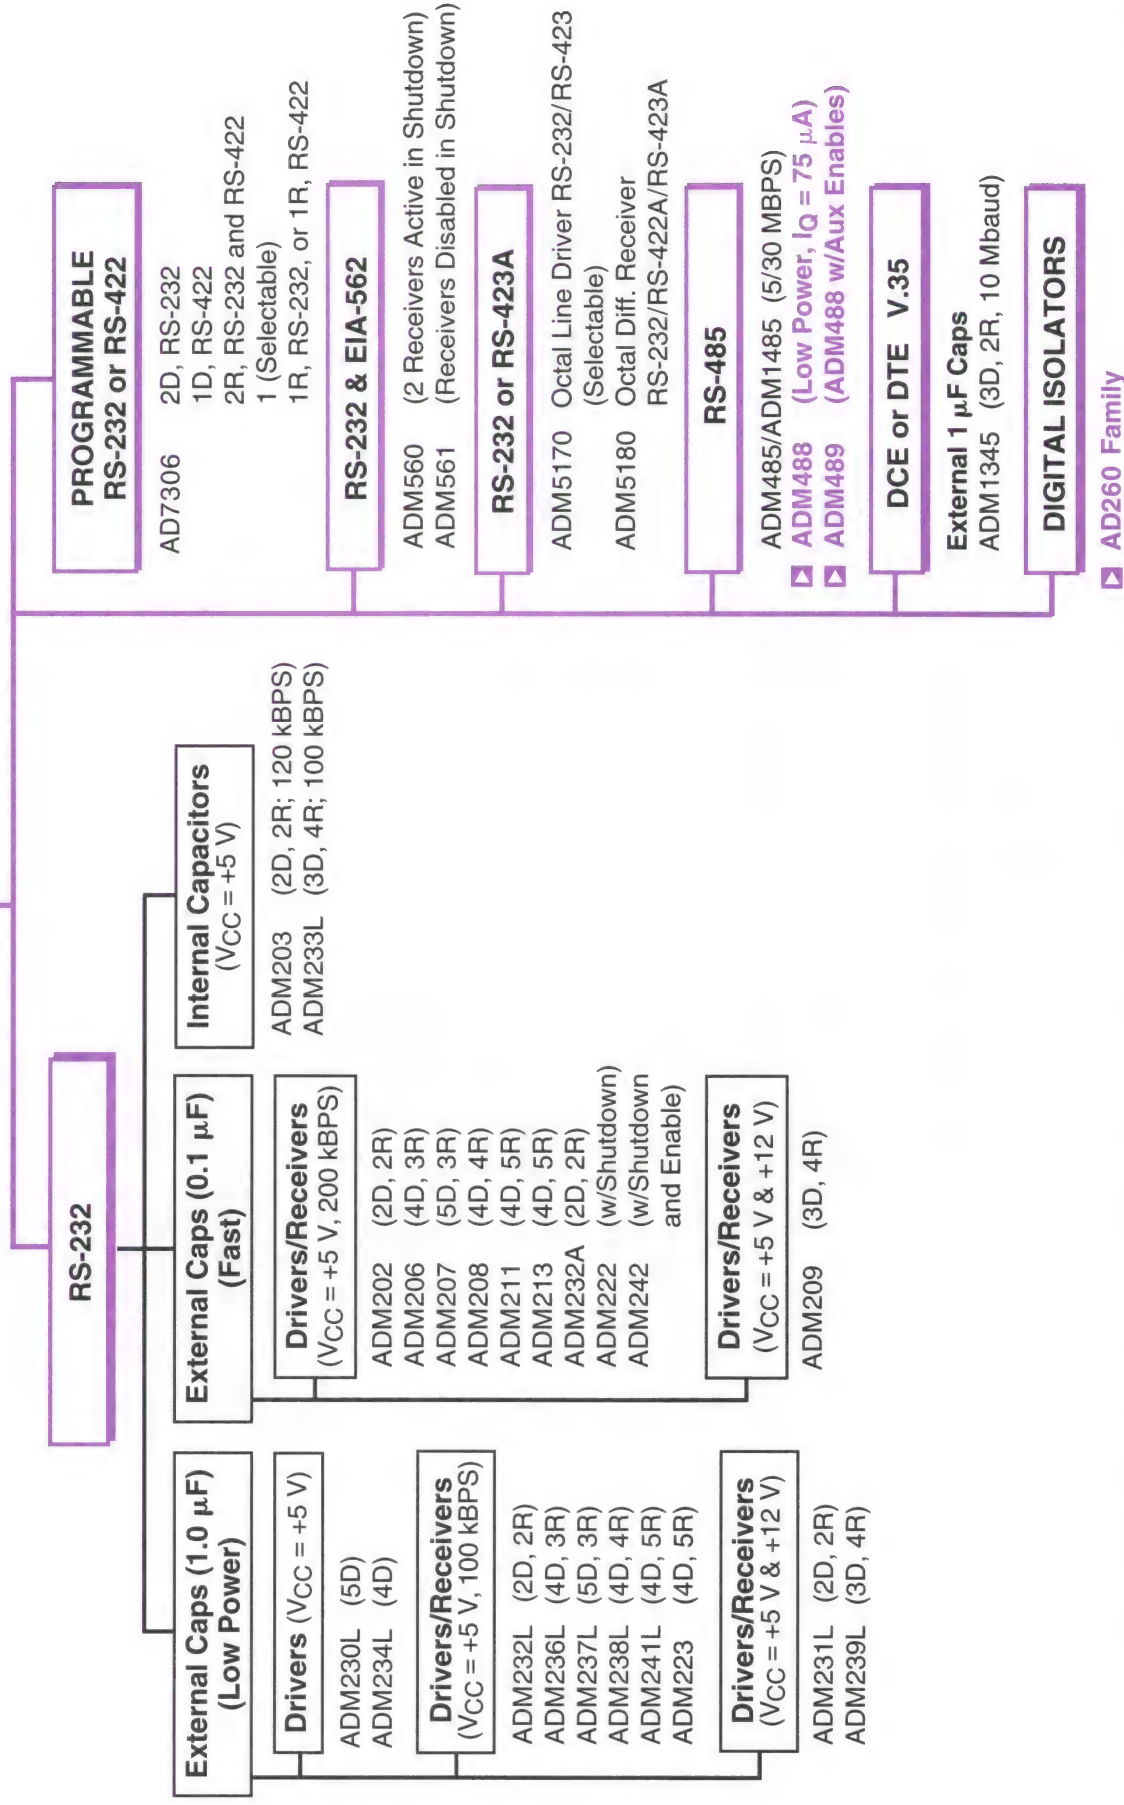 RS-232
External Caps (1.0 µF)
(Low Power)
Drivers (VCC = +5 V)
ADM230L (5D)
ADM234L (4D)
Drivers/Receivers
(VCC = +5 V, 100 kBPS)
ADM232L (2D, 2R)
ADM236L (4D, 3R)
ADM237L (5D, 3R)
ADM238L (4D, 4R)
ADM241L (4D, 5R)
ADM223 (4D, 5R)
Drivers/Receivers
(VCC = +5 V & +12 V)
ADM231L (2D, 2R)
ADM239L (3D, 4R)
External Caps (0.1 µF)
(Fast)
Drivers/Receivers
(VCC = +5 V, 200 kBPS)
ADM202 (2D, 2R)
ADM206 (4D, 3R)
ADM207 (5D, 3R)
ADM208 (4D, 4R)
ADM211 (4D, 5R)
ADM213 (4D, 5R)
ADM232A (2D, 2R)
ADM222 (w/Shutdown)
ADM242 (w/Shutdown
and Enable)
Drivers/Receivers
(VCC = +5 V & +12 V)
ADM209 (3D, 4R)
Internal Capacitors
(VCC = +5 V)
ADM203 (2D, 2R; 120 kBPS)
ADM233L (3D, 4R; 100 kBPS)
PROGRAMMABLE
RS-232 or RS-422
AD7306 2D, RS-232
1D, RS-422
2R, RS-232 and RS-422
1 (Selectable)
1R, RS-232, or 1R, RS-422
RS-232 & EIA-562
ADM560 (2 Receivers Active in Shutdown)
ADM561 (Receivers Disabled in Shutdown)
RS-232 or RS-423A
ADM5170 Octal Line Driver RS-232/RS-423
(Selectable)
ADM5180 Octal Diff. Receiver
RS-232/RS-422A/RS-423A
RS-485
ADM485/ADM1485 (5/30 MBPS)
ADM488 (Low Power, IQ = 75 µA)
ADM489 (ADM488 w/Aux Enables)
DCE or DTE V.35
External 1 µF Caps
ADM1345 (3D, 2R, 10 Mbaud)
DIGITAL ISOLATORS
AD260 Family